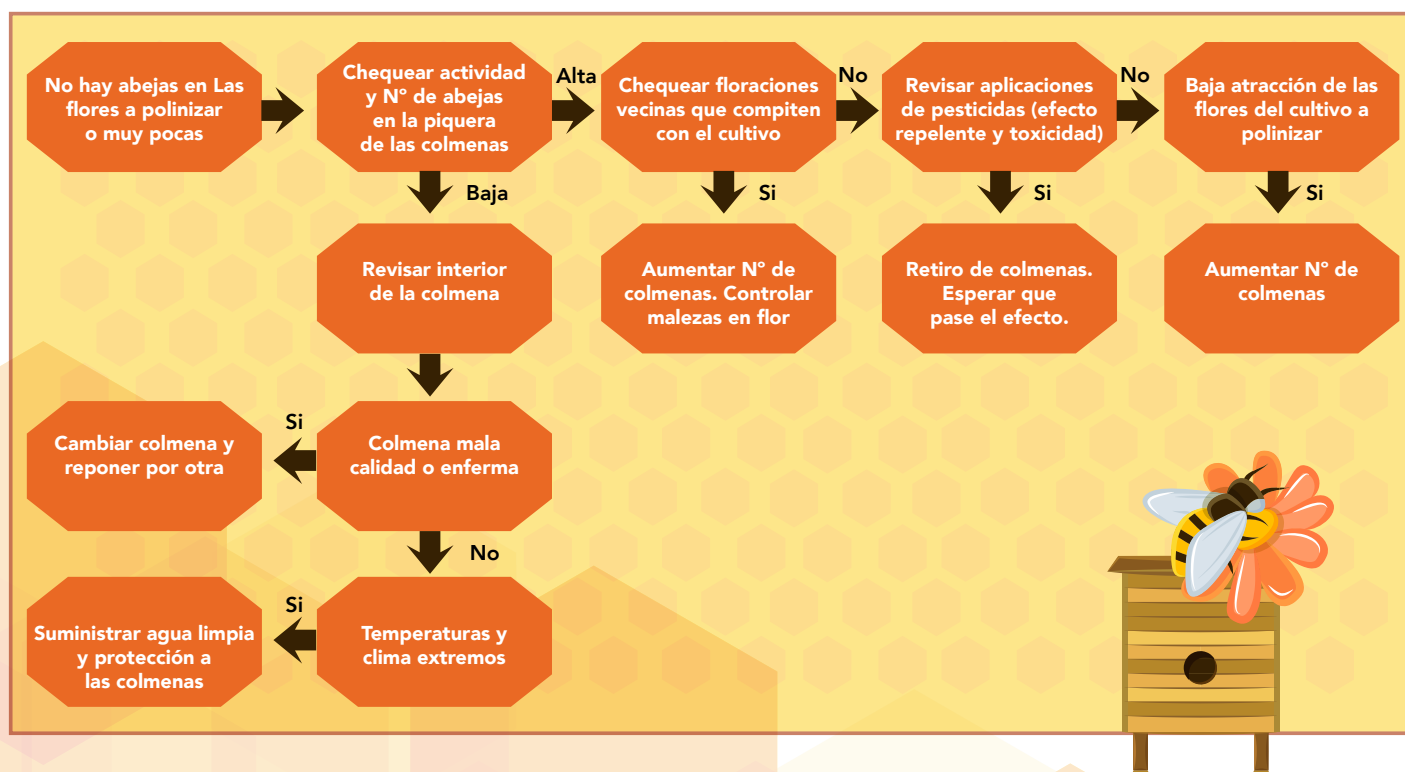 No hay abejas en Las
flores a polinizar
o muy pocas
Chequear actividad
y Nº de abejas
en la piquera
de las colmenas
Alta
Chequear floraciones
vecinas que compiten
con el cultivo
No
Revisar aplicaciones
de pesticidas (efecto
repelente y toxicidad)
No
Baja atracción de las
flores del cultivo a
polinizar
Baja
Si
Si
Si
Revisar interior
de la colmena
Aumentar Nº de
colmenas. Controlar
malezas en flor
Retiro de colmenas.
Esperar que
pase el efecto.
Aumentar Nº de
colmenas
Cambiar colmena y
reponer por otra
Si
Colmena mala
calidad o enferma
No
Suministrar agua limpia
y protección a
las colmenas
Si
Temperaturas y
clima extremos